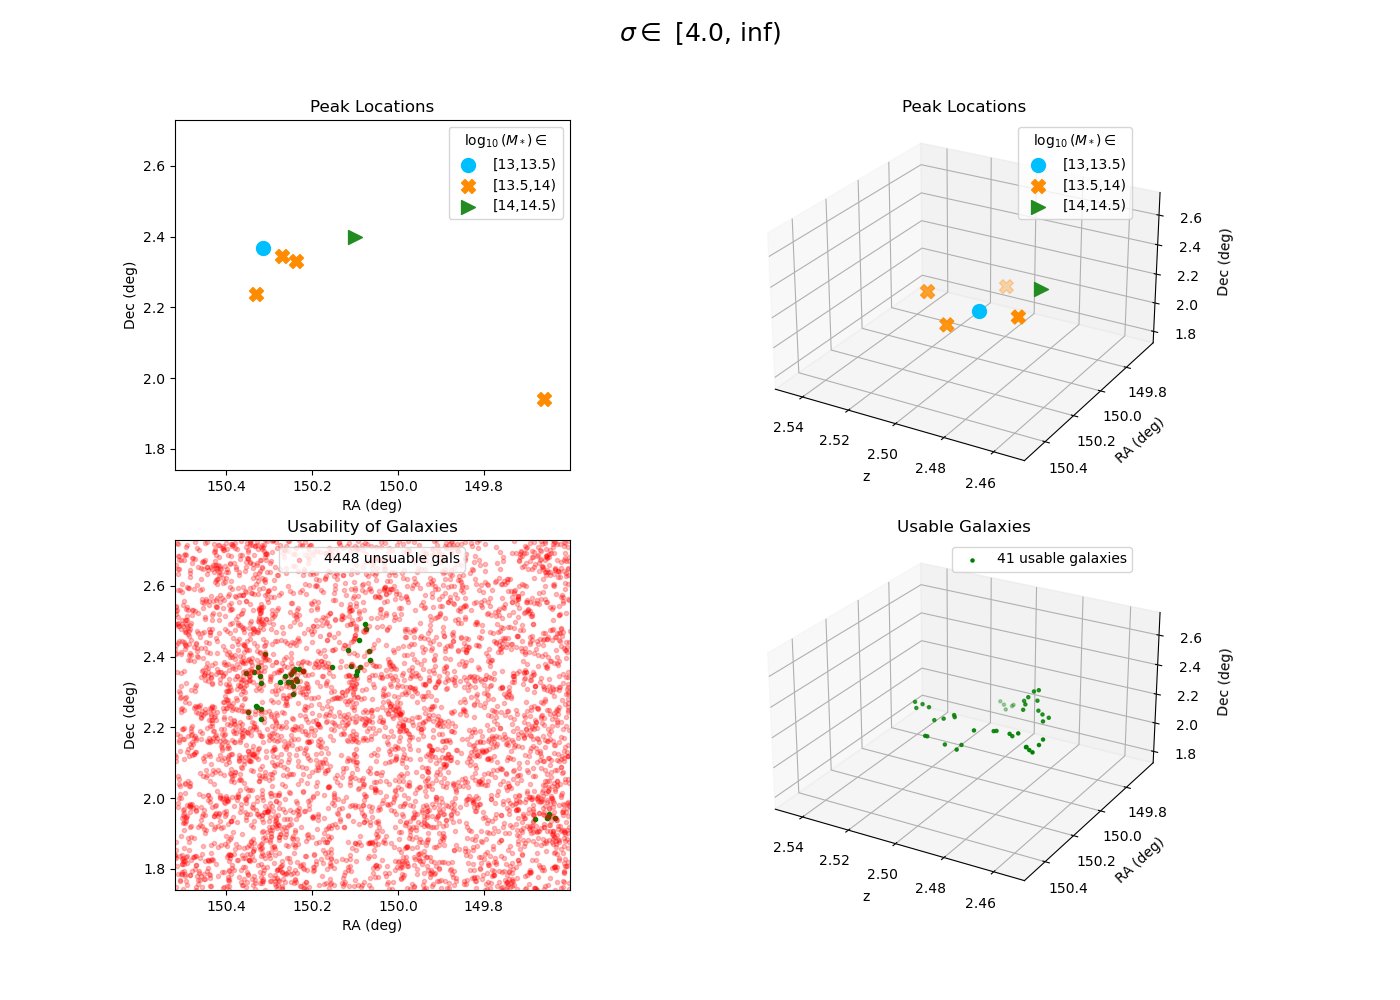 σ ∈ [4.0, inf)
Peak Locations
log₁₀(M*) ∈
[13,13.5)
[13.5,14)
[14,14.5)
2.6
2.4
2.2
2.0
1.8
Dec (deg)
150.4 150.2 150.0 149.8
RA (deg)
Peak Locations
log₁₀(M*) ∈
[13,13.5)
[13.5,14)
[14,14.5)
2.6
2.4
2.2
2.0
1.8
Dec (deg)
149.8
150.0
150.2
150.4
RA (deg)
2.54
2.52
2.50
2.48
2.46
z
Usability of Galaxies
4448 unsuable gals
2.6
2.4
2.2
2.0
1.8
Dec (deg)
150.4 150.2 150.0 149.8
RA (deg)
Usable Galaxies
41 usable galaxies
2.6
2.4
2.2
2.0
1.8
Dec (deg)
149.8
150.0
150.2
150.4
RA (deg)
2.54
2.52
2.50
2.48
2.46
z